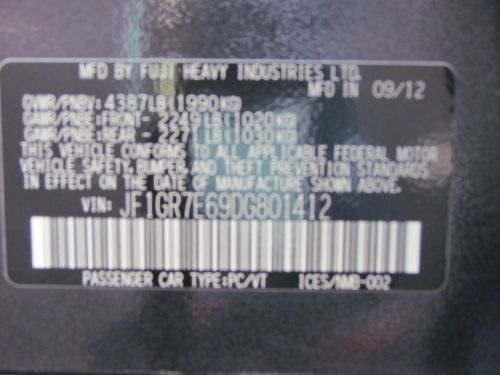 MFD BY FUJI HEAVY INDUSTRIES LTD.
MFD IN 09/12
GVWR/PNBV: 4387LB(1990KG)
GAWR/PNBE:FRONT- 2249LB(1020KG)
GAWR/PNBE:REAR - 2271LB(1030KG)
THIS VEHICLE CONFORMS TO ALL APPLICABLE FEDERAL MOTOR
VEHICLE SAFETY, BUMPER, AND THEFT PREVENTION STANDARDS
IN EFFECT ON THE DATE OF MANUFACTURE SHOWN ABOVE.
VIN: JF1GR7E69DG801412
PASSENGER CAR TYPE:PC/VT ICES/NMB-002